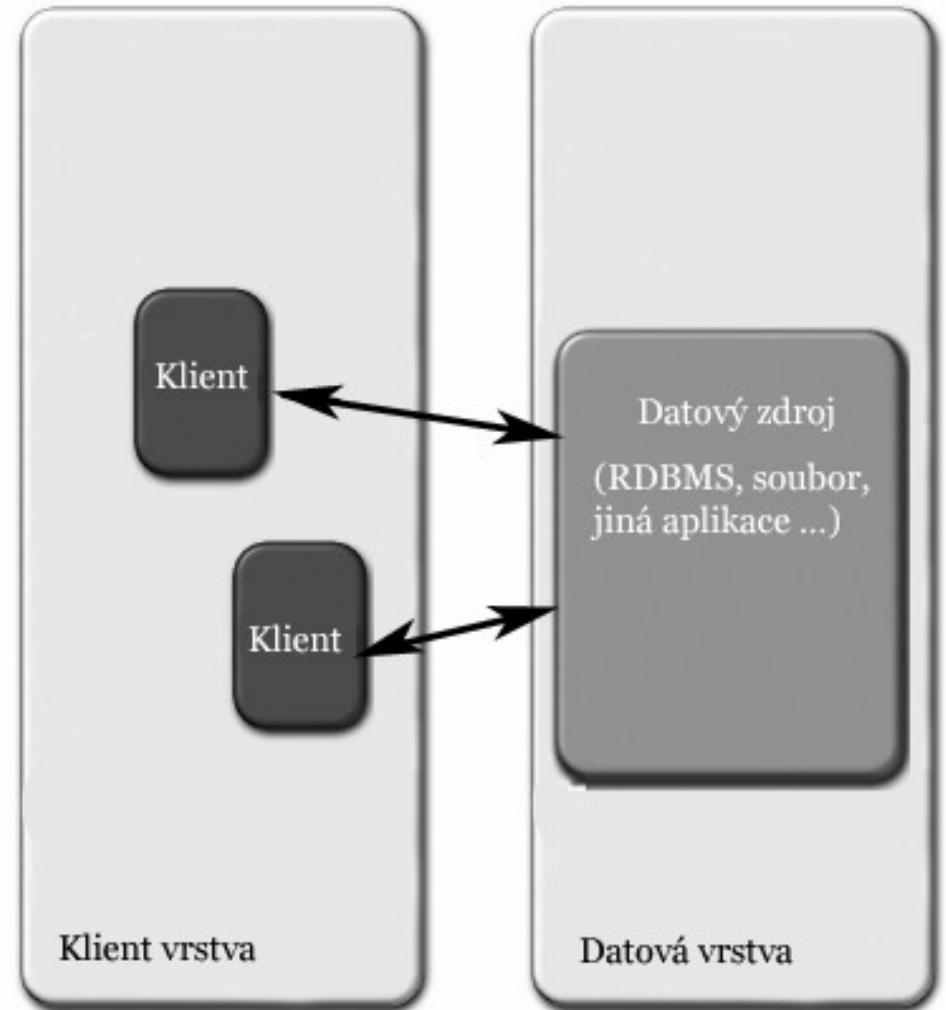 Klient
Klient
Klient vrstva
Datový zdroj
(RDBMS, soubor,
jiná aplikace ...)
Datová vrstva